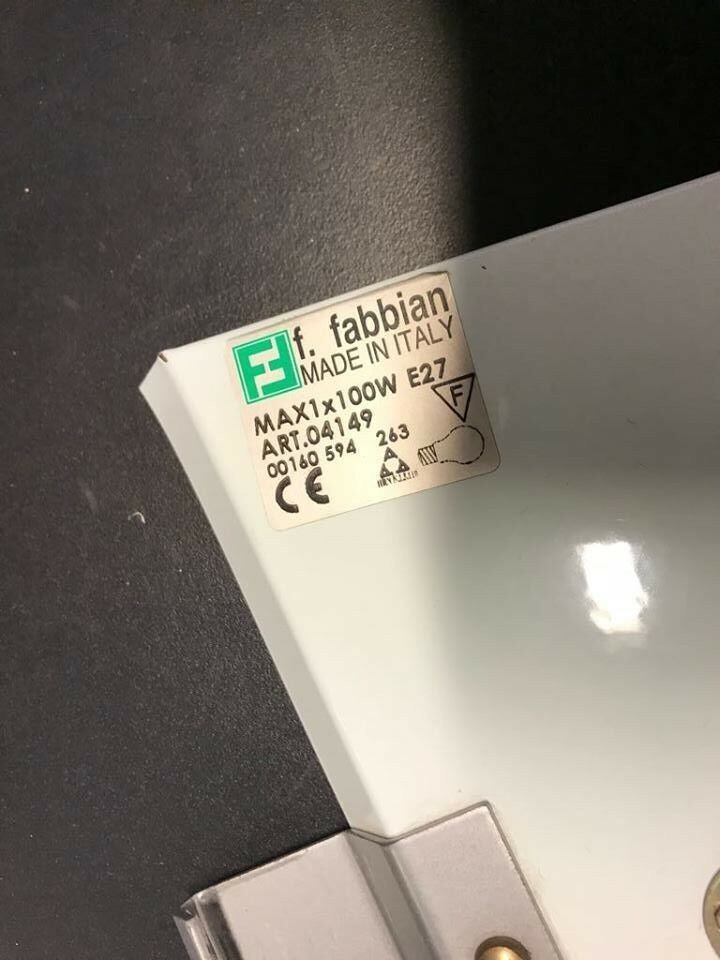 f. fabbian
MADE IN ITALY
MAX1x100W E27
F
ART.04149
00160 594 263
CE